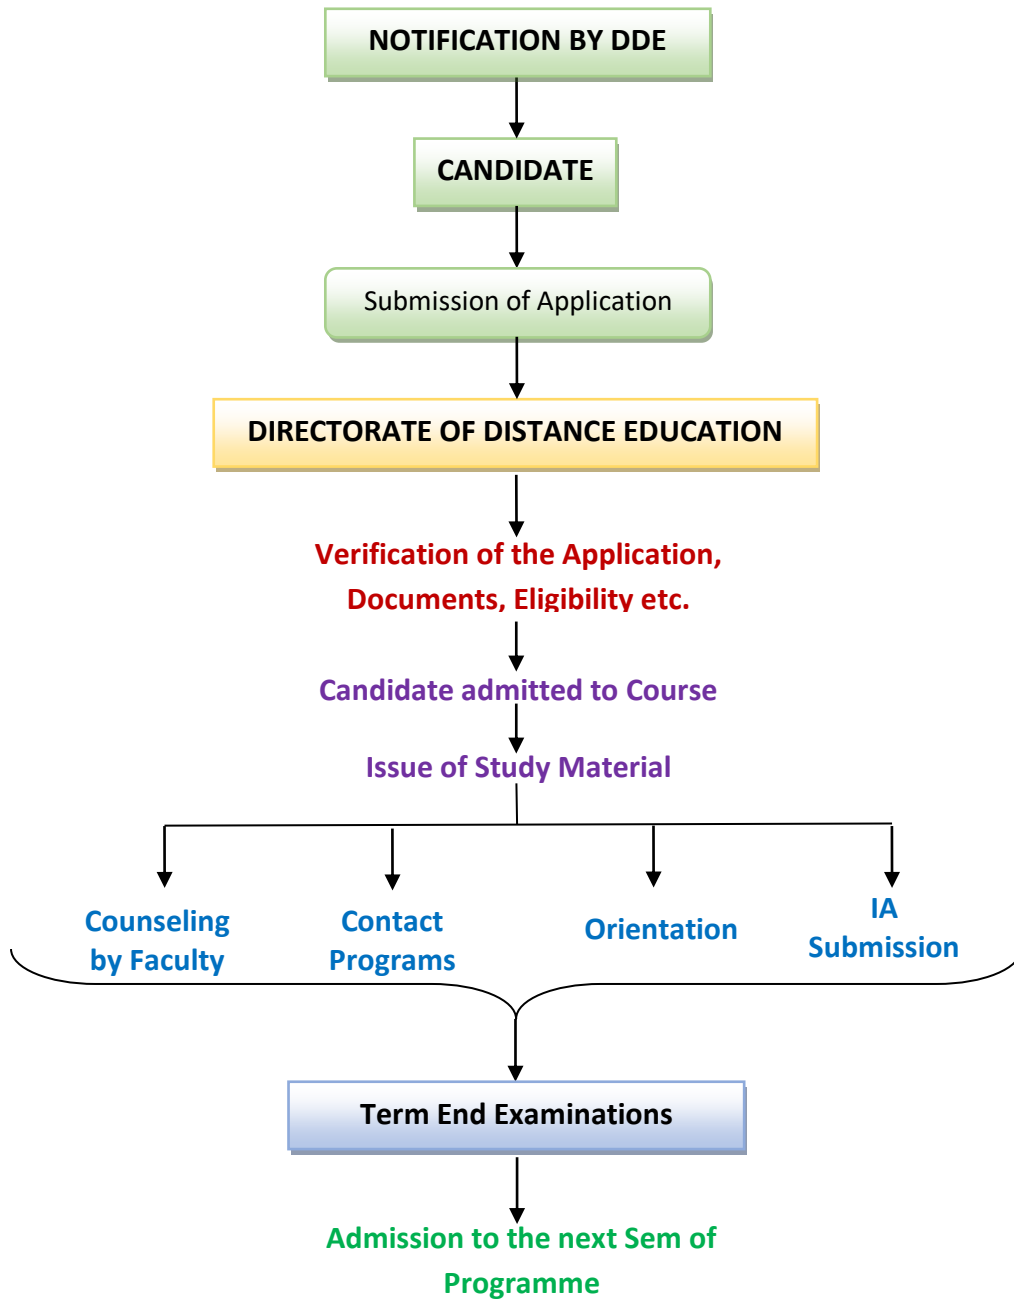 NOTIFICATION BY DDE
CANDIDATE
Submission of Application
DIRECTORATE OF DISTANCE EDUCATION
Verification of the Application,
Documents, Eligibility etc.
Candidate admitted to Course
Issue of Study Material
Counseling
by Faculty
Contact
Programs
Orientation
IA
Submission
Term End Examinations
Admission to the next Sem of
Programme